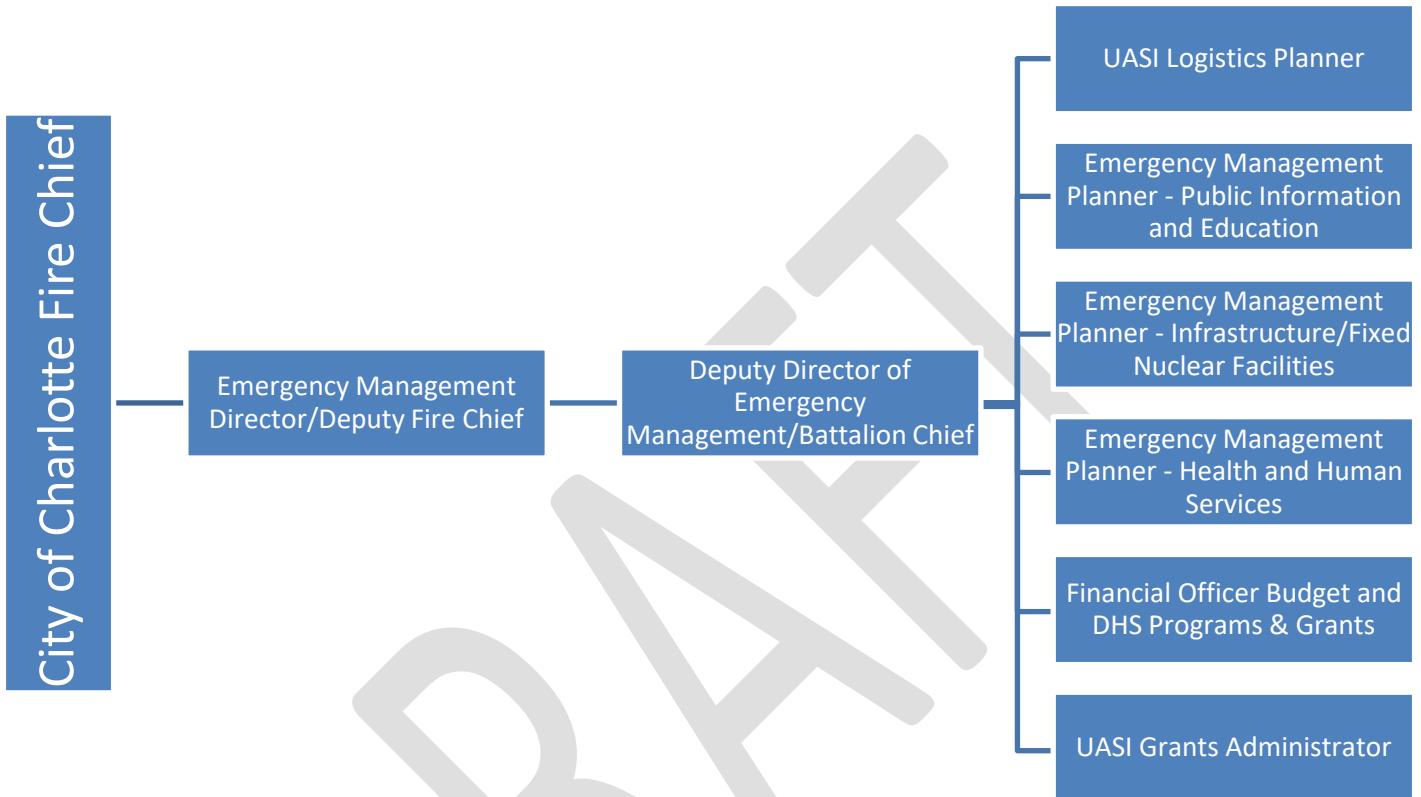 City of Charlotte Fire Chief
Emergency Management
Director/Deputy Fire Chief
Deputy Director of
Emergency
Management/Battalion Chief
UASI Logistics Planner
Emergency Management
Planner - Public Information
and Education
Emergency Management
Planner - Infrastructure/Fixed
Nuclear Facilities
Emergency Management
Planner - Health and Human
Services
Financial Officer Budget and
DHS Programs & Grants
UASI Grants Administrator
DRAFT